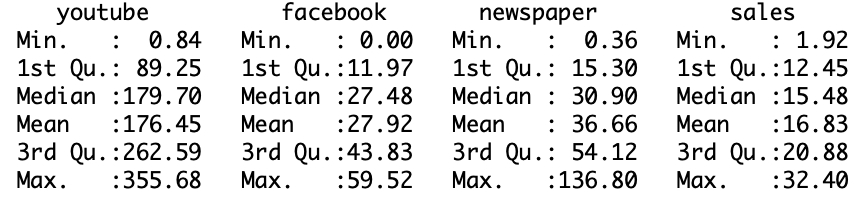 youtube facebook newspaper sales
Min. : 0.84 Min. : 0.00 Min. : 0.36 Min. : 1.92
1st Qu.: 89.25 1st Qu.:11.97 1st Qu.: 15.30 1st Qu.:12.45
Median :179.70 Median :27.48 Median : 30.90 Median :15.48
Mean :176.45 Mean :27.92 Mean : 36.66 Mean :16.83
3rd Qu.:262.59 3rd Qu.:43.83 3rd Qu.: 54.12 3rd Qu.:20.88
Max. :355.68 Max. :59.52 Max. :136.80 Max. :32.40